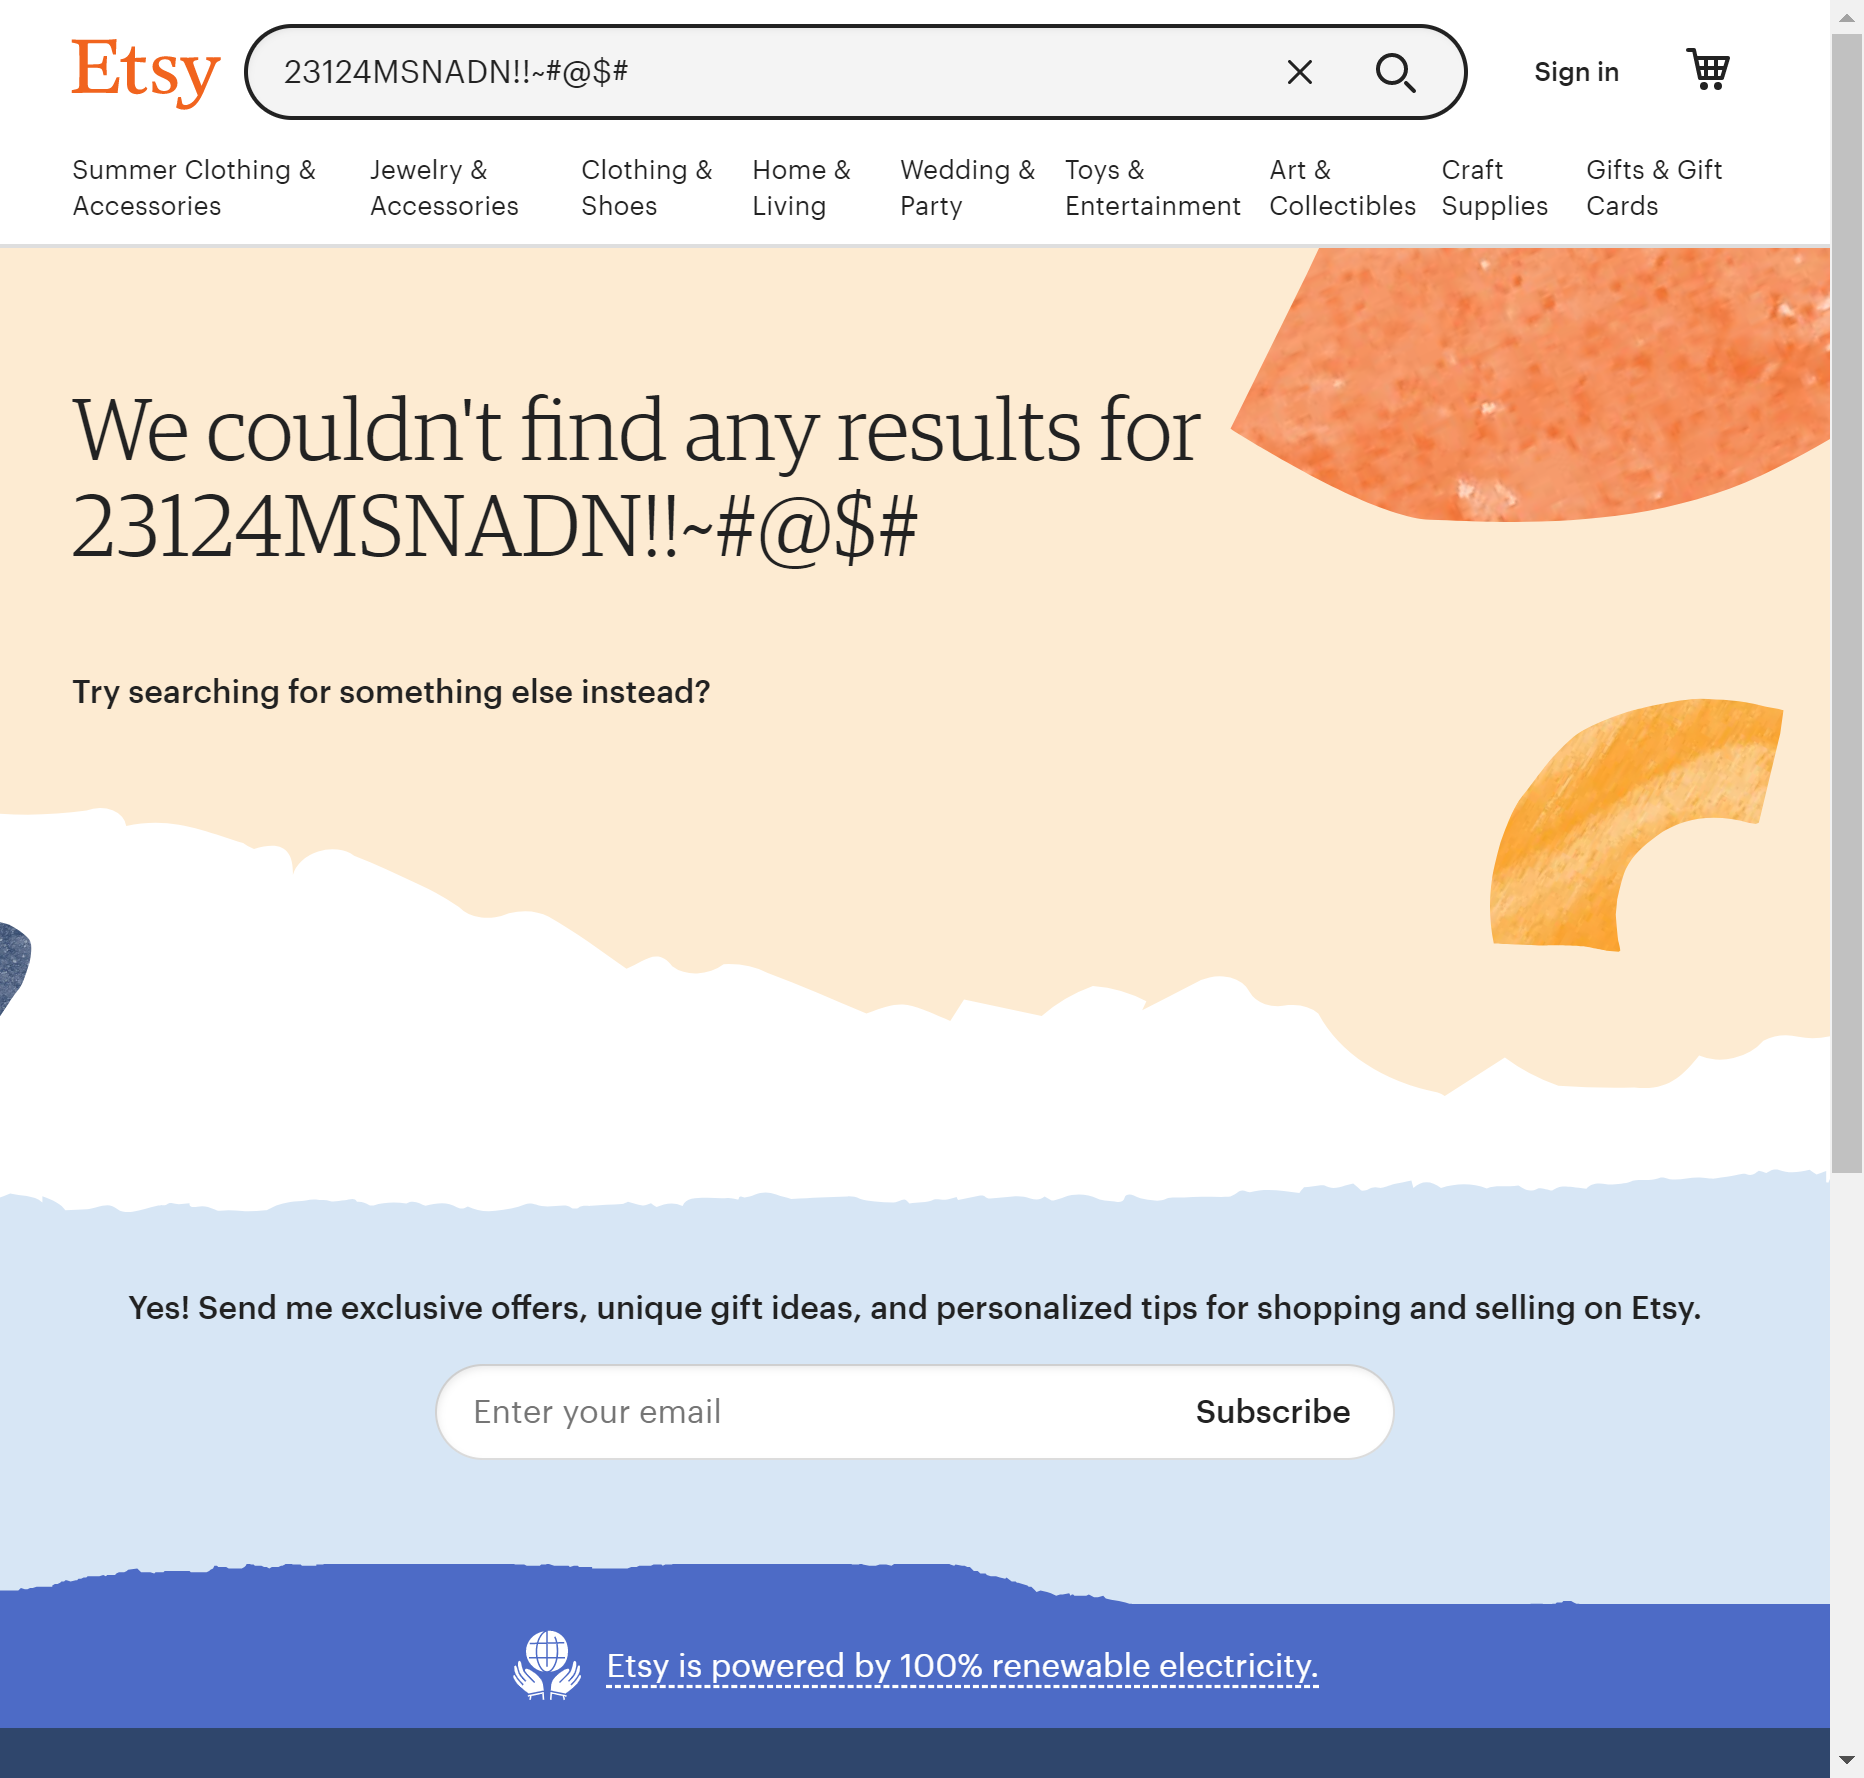 Etsy
23124MSNADN!!~#@$#
Sign in
Summer Clothing &
Accessories
Jewelry &
Accessories
Clothing &
Shoes
Home &
Living
Wedding &
Party
Toys &
Entertainment
Art &
Collectibles
Craft
Supplies
Gifts & Gift
Cards
We couldn't find any results for
23124MSNADN!!~#@$#
Try searching for something else instead?
Yes! Send me exclusive offers, unique gift ideas, and personalized tips for shopping and selling on Etsy.
Enter your email
Subscribe
Etsy is powered by 100% renewable electricity.